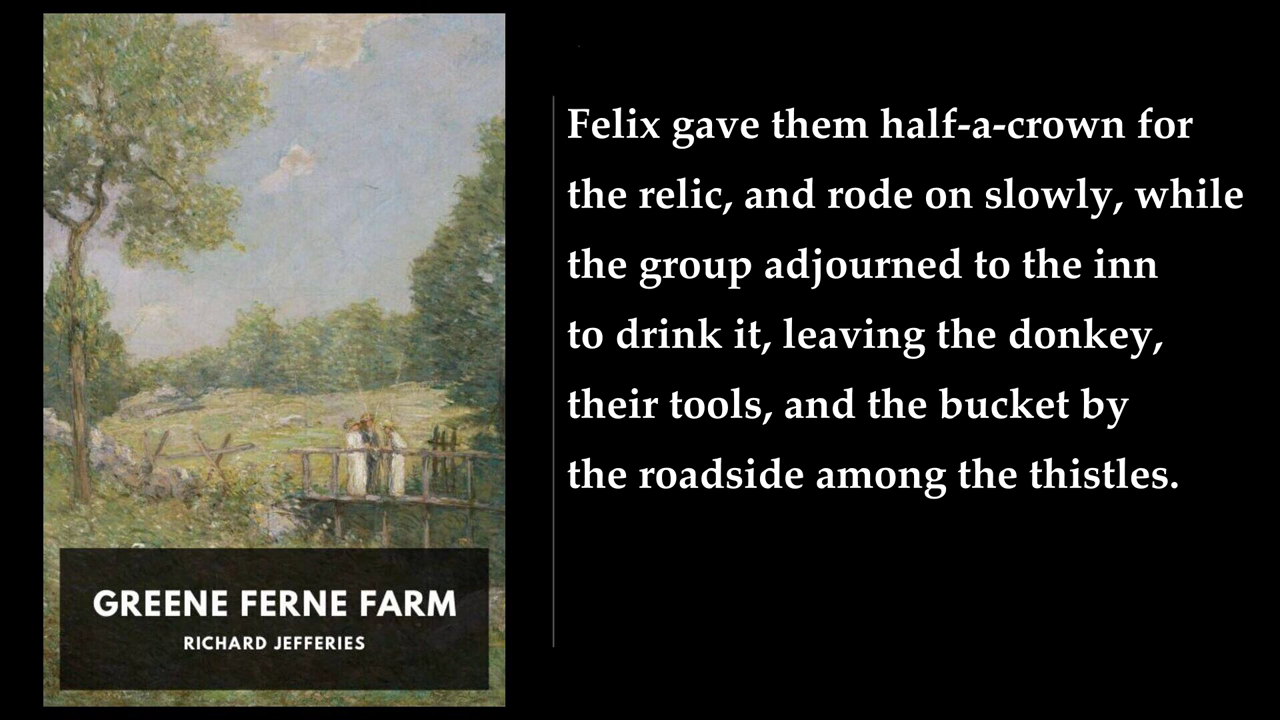 Felix gave them half-a-crown for
the relic, and rode on slowly, while
the group adjourned to the inn
to drink it, leaving the donkey,
their tools, and the bucket by
the roadside among the thistles.
GREENE FERNE FARM
RICHARD JEFFERIES